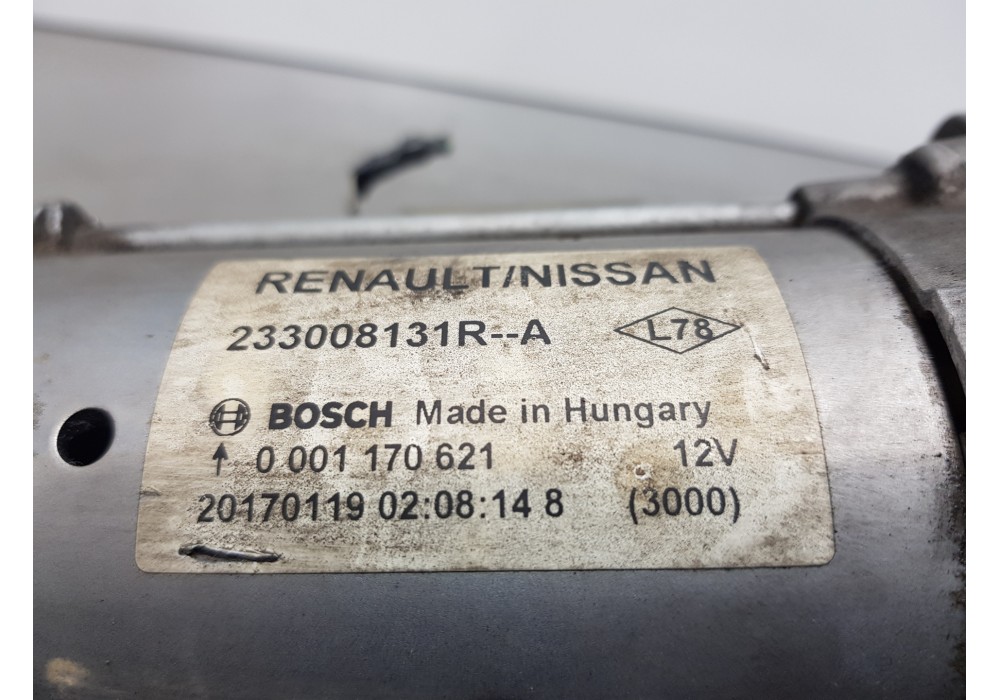 RENAULT/NISSAN
233008131R--A L78
BOSCH Made in Hungary
↑ 0 001 170 621 12V
20170119 02:08:14 8 (3000)